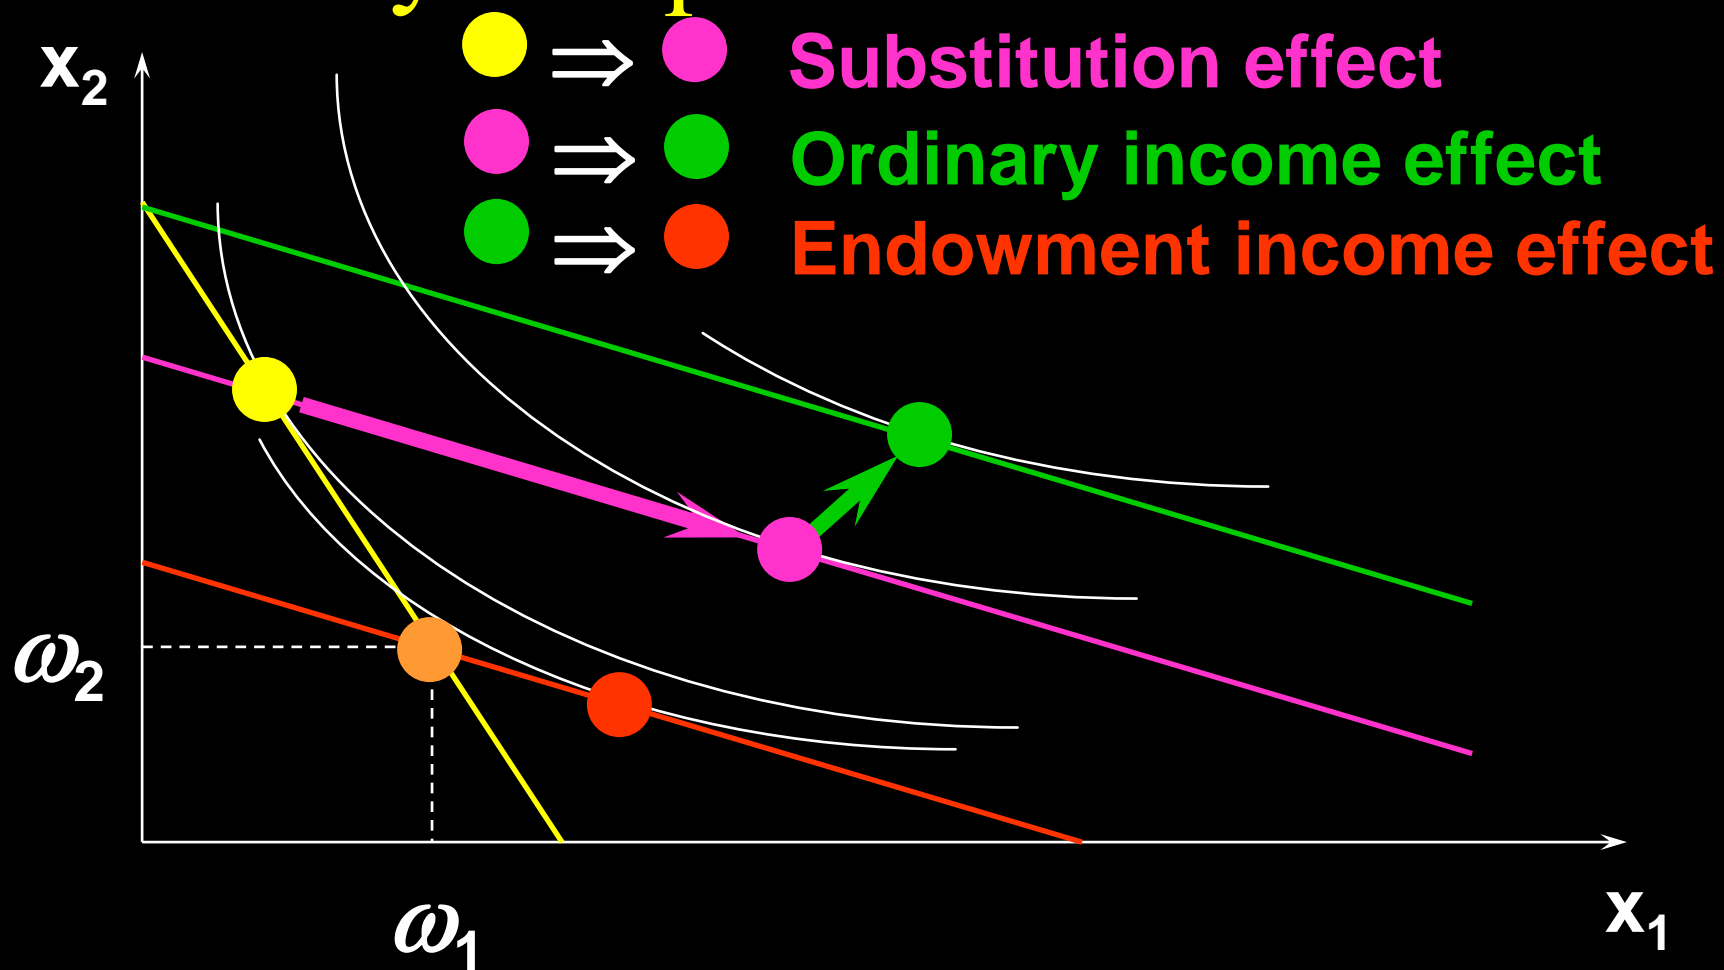 x2
⇒ Substitution effect
⇒ Ordinary income effect
⇒ Endowment income effect
ω2
ω1
x1